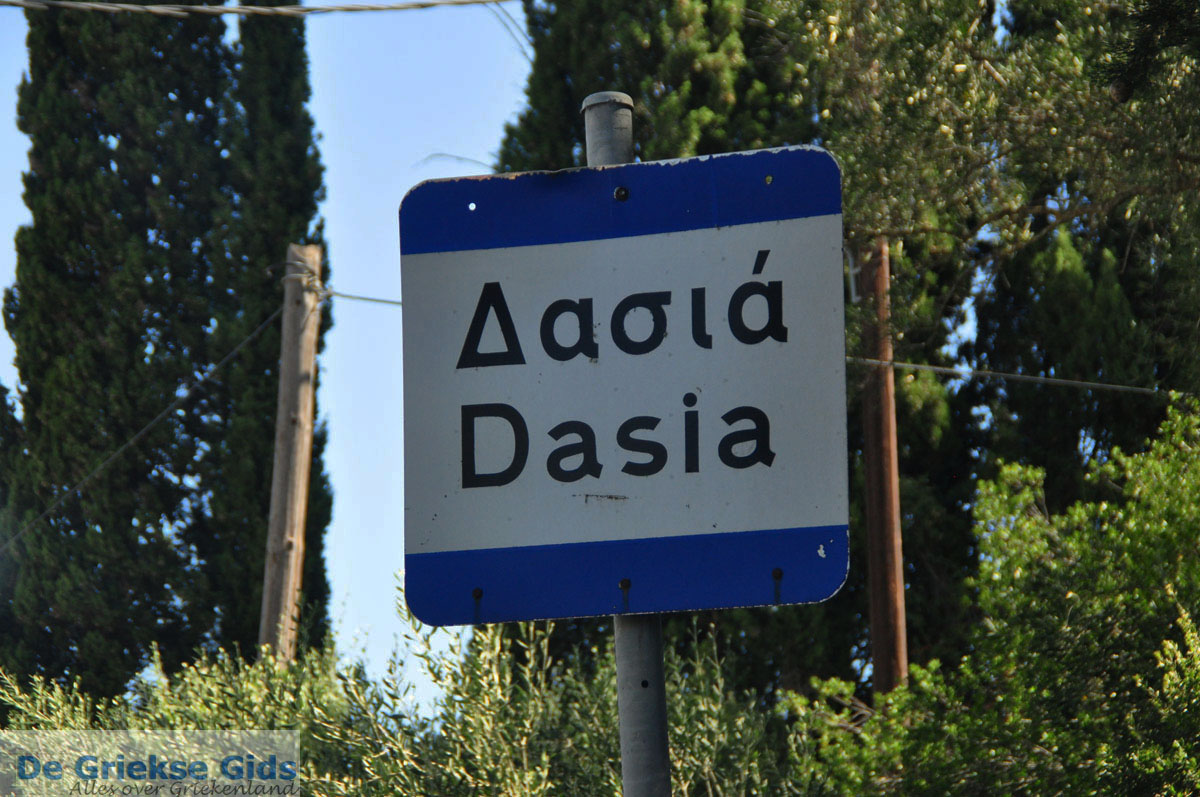 Δασιά
Dasia
De Griekse Gids
Alles over Griekenland